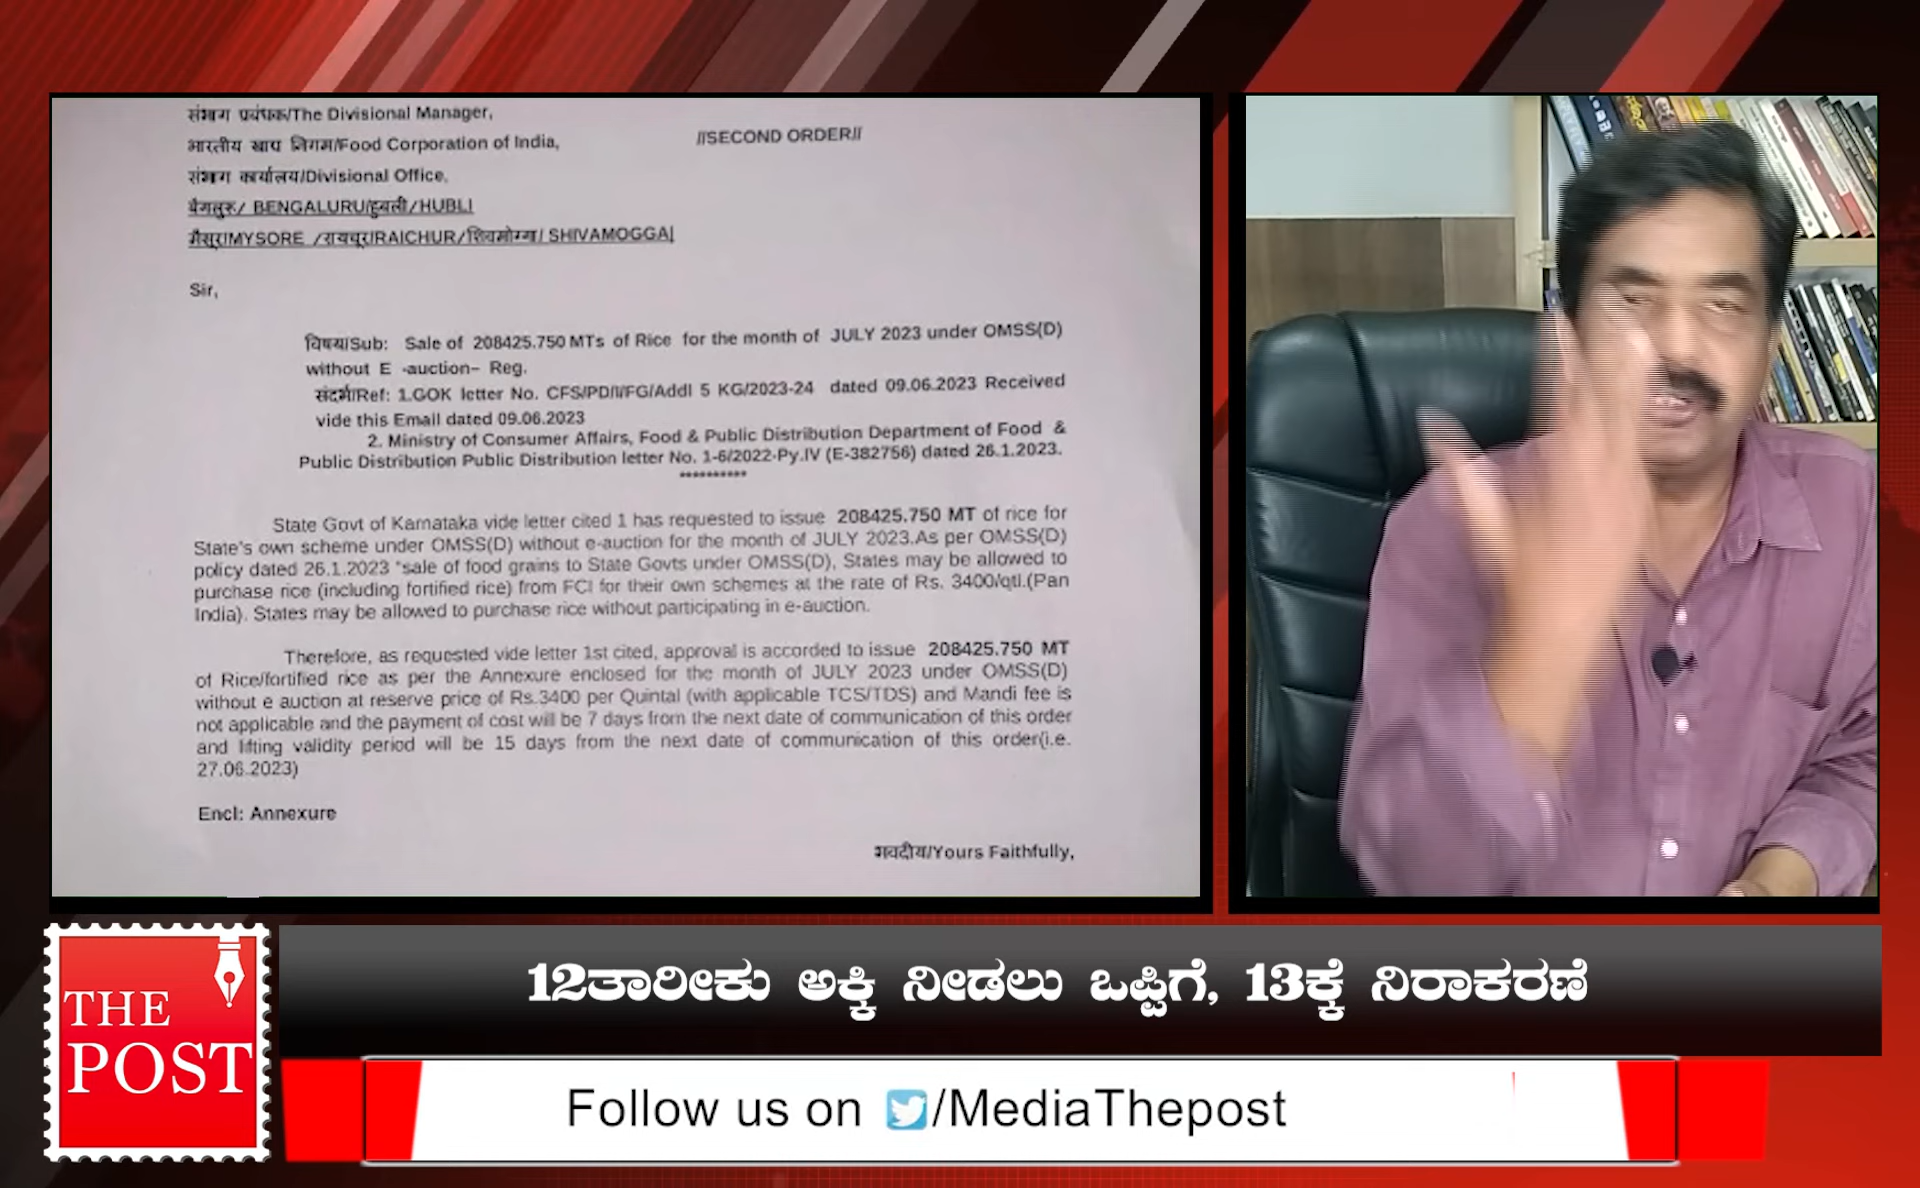 संभाग प्रबंधक/The Divisional Manager,
भारतीय खाद्य निगम/Food Corporation of India,
//SECOND ORDER//
संभाग कार्यालय/Divisional Office,
बैंगलुरू/ BENGALURU/हुबली/HUBLI
मैसूर/MYSORE /रायचूर/RAICHUR/शिवमोग्गा/ SHIVAMOGGA|
Sir,
विषय/Sub: Sale of 208425.750 MTs of Rice for the month of JULY 2023 under OMSS(D)
without E -auction– Reg.
संदर्भ/Ref: 1.GOK letter No. CFS/PD/I/FG/Addl 5 KG/2023-24 dated 09.06.2023 Received
vide this Email dated 09.06.2023
2. Ministry of Consumer Affairs, Food & Public Distribution Department of Food &
Public Distribution Public Distribution letter No. 1-6/2022-Py.IV (E-382756) dated 26.1.2023.
**********
State Govt of Karnataka vide letter cited 1 has requested to issue 208425.750 MT of rice for
State's own scheme under OMSS(D) without e-auction for the month of JULY 2023.As per OMSS(D)
policy dated 26.1.2023 "sale of food grains to State Govts under OMSS(D), States may be allowed to
purchase rice (including fortified rice) from FCI for their own schemes at the rate of Rs. 3400/qtl.(Pan
India). States may be allowed to purchase rice without participating in e-auction.
Therefore, as requested vide letter 1st cited, approval is accorded to issue 208425.750 MT
of Rice/fortified rice as per the Annexure enclosed for the month of JULY 2023 under OMSS(D)
without e auction at reserve price of Rs.3400 per Quintal (with applicable TCS/TDS) and Mandi fee is
not applicable and the payment of cost will be 7 days from the next date of communication of this order
and lifting validity period will be 15 days from the next date of communication of this order(i.e.
27.06.2023)
Encl: Annexure
भवदीय/Yours Faithfully,
THE
POST
12ತಾರೀಕು ಅಕ್ಕಿ ನೀಡಲು ಒಪ್ಪಿಗೆ, 13ಕ್ಕೆ ನಿರಾಕರಣೆ
Follow us on /MediaThepost